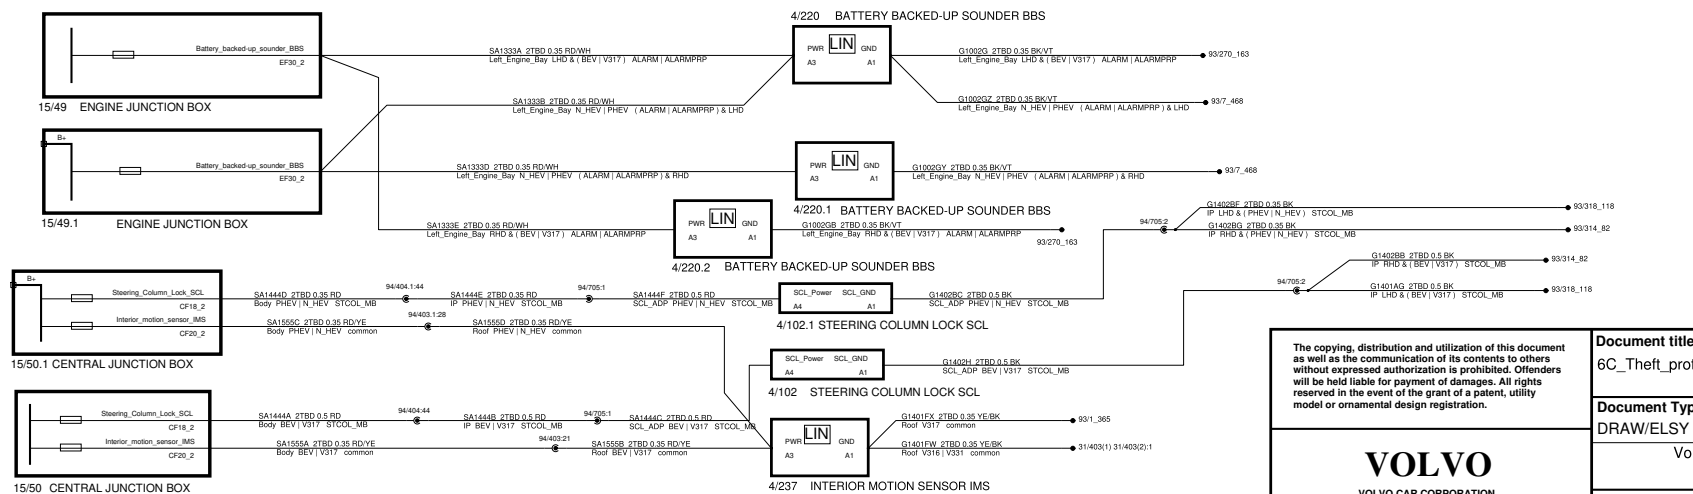 4/220 BATTERY BACKED-UP SOUNDER BBS
Battery_backed-up_sounder_BBS
EF30_2
15/49 ENGINE JUNCTION BOX
SA1333A 2TBD 0.35 RD/WH
Left_Engine_Bay LHD & ( BEV | V317 ) ALARM | ALARMPRP
PWR LIN GND
A3 A1
G1002G 2TBD 0.35 BK/VT
Left_Engine_Bay LHD & ( BEV | V317 ) ALARM | ALARMPRP
93/270_163
SA1333B 2TBD 0.35 RD/WH
Left_Engine_Bay N_HEV | PHEV ( ALARM | ALARMPRP ) & LHD
G1002GZ 2TBD 0.35 BK/VT
Left_Engine_Bay N_HEV | PHEV ( ALARM | ALARMPRP ) & LHD
93/7_468
B+
Battery_backed-up_sounder_BBS
EF30_2
15/49.1 ENGINE JUNCTION BOX
SA1333D 2TBD 0.35 RD/WH
Left_Engine_Bay N_HEV | PHEV ( ALARM | ALARMPRP ) & RHD
PWR LIN GND
A3 A1
4/220.1 BATTERY BACKED-UP SOUNDER BBS
G1002GY 2TBD 0.35 BK/VT
Left_Engine_Bay N_HEV | PHEV ( ALARM | ALARMPRP ) & RHD
93/7_468
SA1333E 2TBD 0.35 RD/WH
Left_Engine_Bay RHD & ( BEV | V317 ) ALARM | ALARMPRP
PWR LIN GND
A3 A1
4/220.2 BATTERY BACKED-UP SOUNDER BBS
G1002GB 2TBD 0.35 BK/VT
Left_Engine_Bay RHD & ( BEV | V317 ) ALARM | ALARMPRP
93/270_163
94/705:2
G1402BF 2TBD 0.35 BK
IP LHD & ( PHEV | N_HEV ) STCOL_MB
93/318_118
G1402BG 2TBD 0.35 BK
IP RHD & ( PHEV | N_HEV ) STCOL_MB
93/314_82
94/705:2
G1402BB 2TBD 0.5 BK
IP RHD & ( BEV | V317 ) STCOL_MB
93/314_82
G1401AG 2TBD 0.5 BK
IP LHD & ( BEV | V317 ) STCOL_MB
93/318_118
B+
Steering_Column_Lock_SCL
CF18_2
Interior_motion_sensor_IMS
CF20_2
15/50.1 CENTRAL JUNCTION BOX
SA1444D 2TBD 0.35 RD
Body PHEV | N_HEV STCOL_MB
94/404.1:44
SA1444E 2TBD 0.35 RD
IP PHEV | N_HEV STCOL_MB
94/705:1
SA1444F 2TBD 0.5 RD
SCL_ADP PHEV | N_HEV STCOL_MB
SCL_Power SCL_GND
A4 A1
4/102.1 STEERING COLUMN LOCK SCL
G1402BC 2TBD 0.5 BK
SCL_ADP PHEV | N_HEV STCOL_MB
SA1555C 2TBD 0.35 RD/YE
Body PHEV | N_HEV common
94/403.1:28
SA1555D 2TBD 0.35 RD/YE
Roof PHEV | N_HEV common
SCL_Power SCL_GND
A4 A1
4/102 STEERING COLUMN LOCK SCL
G1402H 2TBD 0.5 BK
SCL_ADP BEV | V317 STCOL_MB
Steering_Column_Lock_SCL
CF18_2
Interior_motion_sensor_IMS
CF20_2
15/50 CENTRAL JUNCTION BOX
SA1444A 2TBD 0.5 RD
Body BEV | V317 STCOL_MB
94/404:44
SA1444B 2TBD 0.5 RD
IP BEV | V317 STCOL_MB
94/705:1
SA1444C 2TBD 0.5 RD
SCL_ADP BEV | V317 STCOL_MB
SA1555A 2TBD 0.35 RD/YE
Body BEV | V317 common
94/403:21
SA1555B 2TBD 0.35 RD/YE
Roof BEV | V317 common
PWR LIN GND
A3 A1
4/237 INTERIOR MOTION SENSOR IMS
G1401FX 2TBD 0.35 YE/BK
Roof V317 common
93/1_365
G1401FW 2TBD 0.35 YE/BK
Roof V316 | V331 common
31/403(1) 31/403(2):1
The copying, distribution and utilization of this document
as well as the communication of its contents to others
without expressed authorization is prohibited. Offenders
will be held liable for payment of damages. All rights
reserved in the event of the grant of a patent, utility
model or ornamental design registration.
VOLVO
VOLVO CAR CORPORATION
Document title
6C_Theft_prot
Document Typ
DRAW/ELSY
Vo